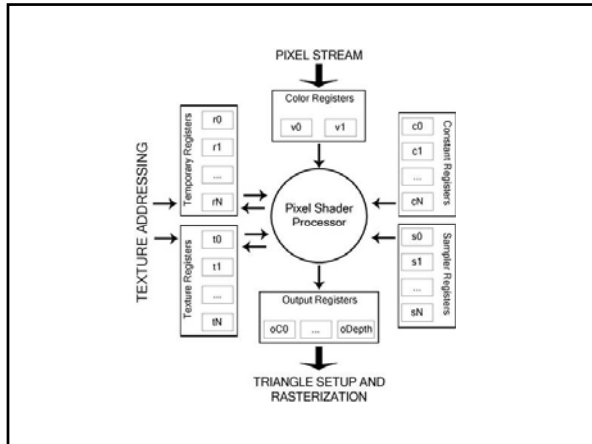 PIXEL STREAM
Color Registers
v0 v1
Temporary Registers
r0
r1
...
rN
Constant Registers
c0
c1
...
cN
TEXTURE ADDRESSING
Pixel Shader
Processor
Texture Registers
t0
t1
...
tN
Sampler Registers
s0
s1
...
sN
Output Registers
oC0 ... oDepth
TRIANGLE SETUP AND
RASTERIZATION